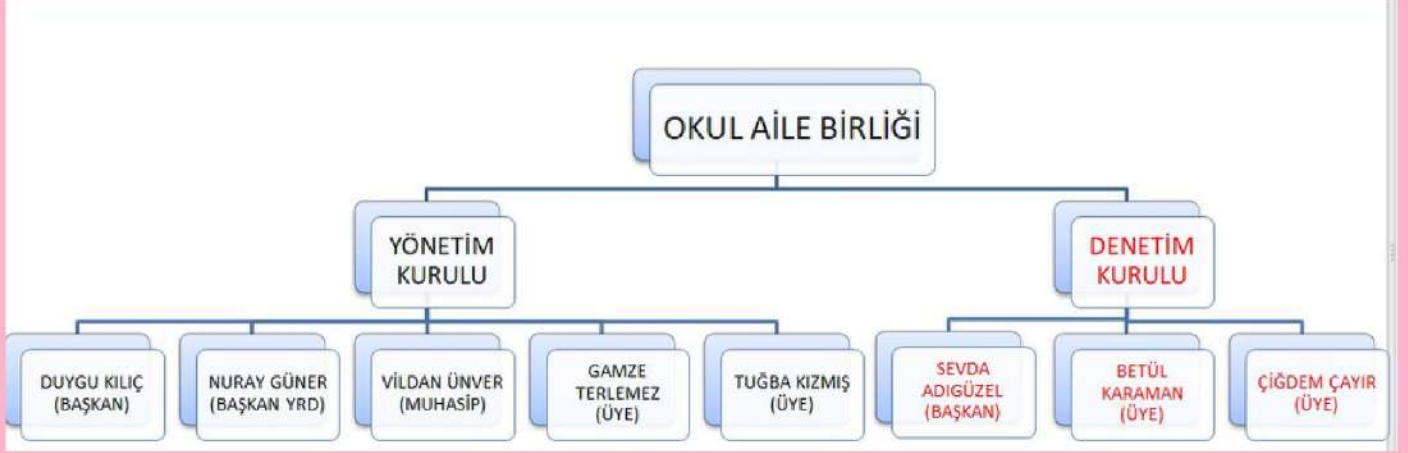 OKUL AİLE BİRLİĞİ
YÖNETİM
KURULU
DENETİM
KURULU
DUYGU KILIÇ
(BAŞKAN)
NURAY GÜNER
(BAŞKAN YRD)
VİLDAN ÜNVER
(MUHASİP)
GAMZE
TERLEMEZ
(ÜYE)
TUĞBA KIZMIŞ
(ÜYE)
SEVDA
ADIGÜZEL
(BAŞKAN)
BETÜL
KARAMAN
(ÜYE)
ÇİĞDEM ÇAYIR
(ÜYE)